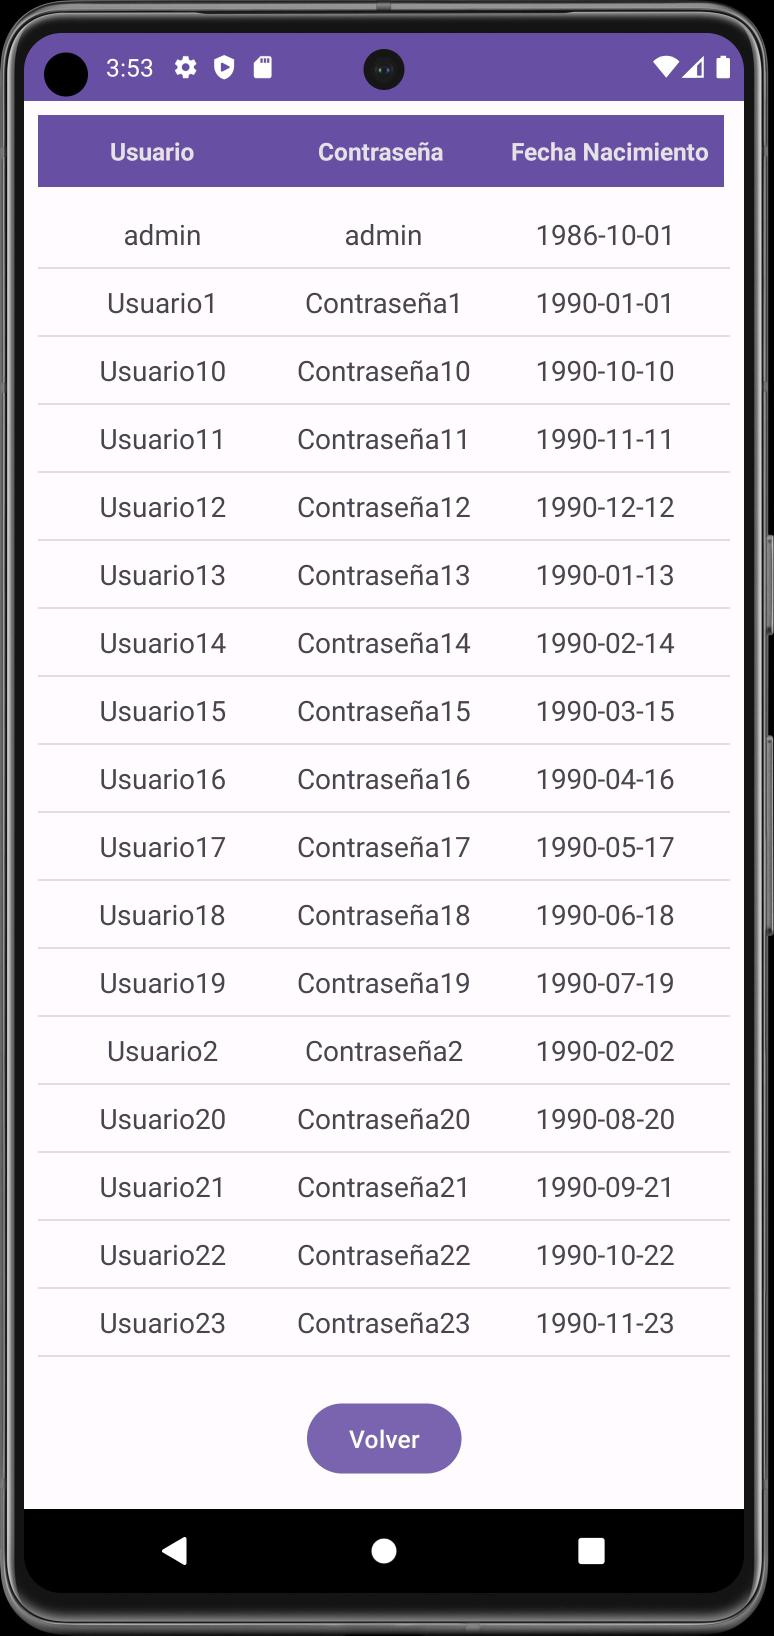 3:53
Usuario Contraseña Fecha Nacimiento
admin admin 1986-10-01
Usuario1 Contraseña1 1990-01-01
Usuario10 Contraseña10 1990-10-10
Usuario11 Contraseña11 1990-11-11
Usuario12 Contraseña12 1990-12-12
Usuario13 Contraseña13 1990-01-13
Usuario14 Contraseña14 1990-02-14
Usuario15 Contraseña15 1990-03-15
Usuario16 Contraseña16 1990-04-16
Usuario17 Contraseña17 1990-05-17
Usuario18 Contraseña18 1990-06-18
Usuario19 Contraseña19 1990-07-19
Usuario2 Contraseña2 1990-02-02
Usuario20 Contraseña20 1990-08-20
Usuario21 Contraseña21 1990-09-21
Usuario22 Contraseña22 1990-10-22
Usuario23 Contraseña23 1990-11-23
Volver